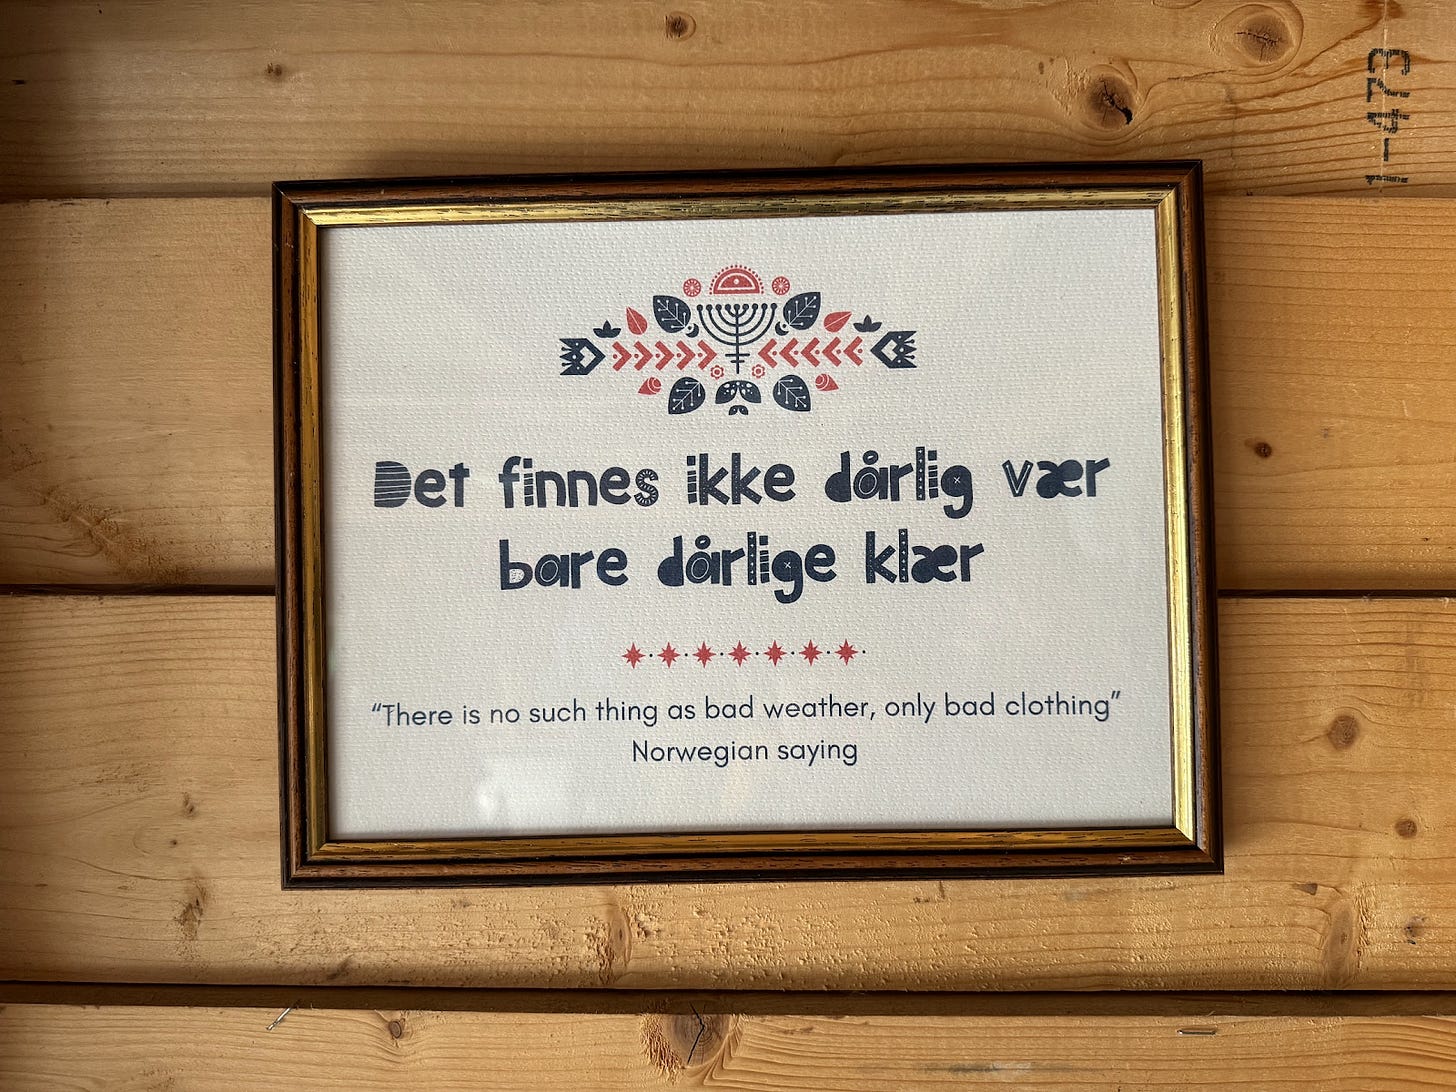 Det finnes ikke dårlig vær
bare dårlige klær
“There is no such thing as bad weather, only bad clothing”
Norwegian saying